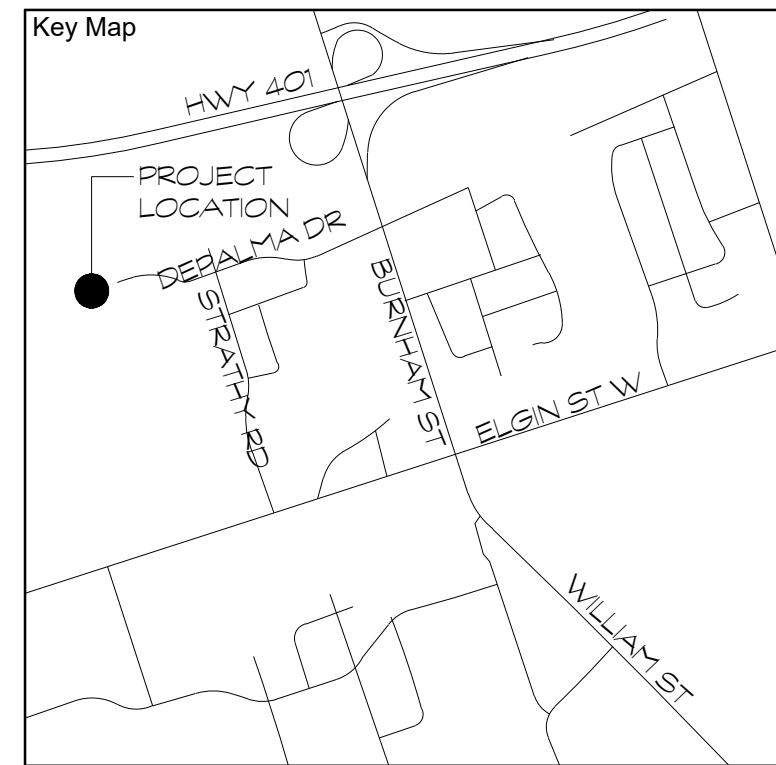 Key Map
HWY 401
PROJECT
LOCATION
DEPALMA DR
STRATHY RD
BURNHAM ST
ELGIN ST W
WILLIAM ST